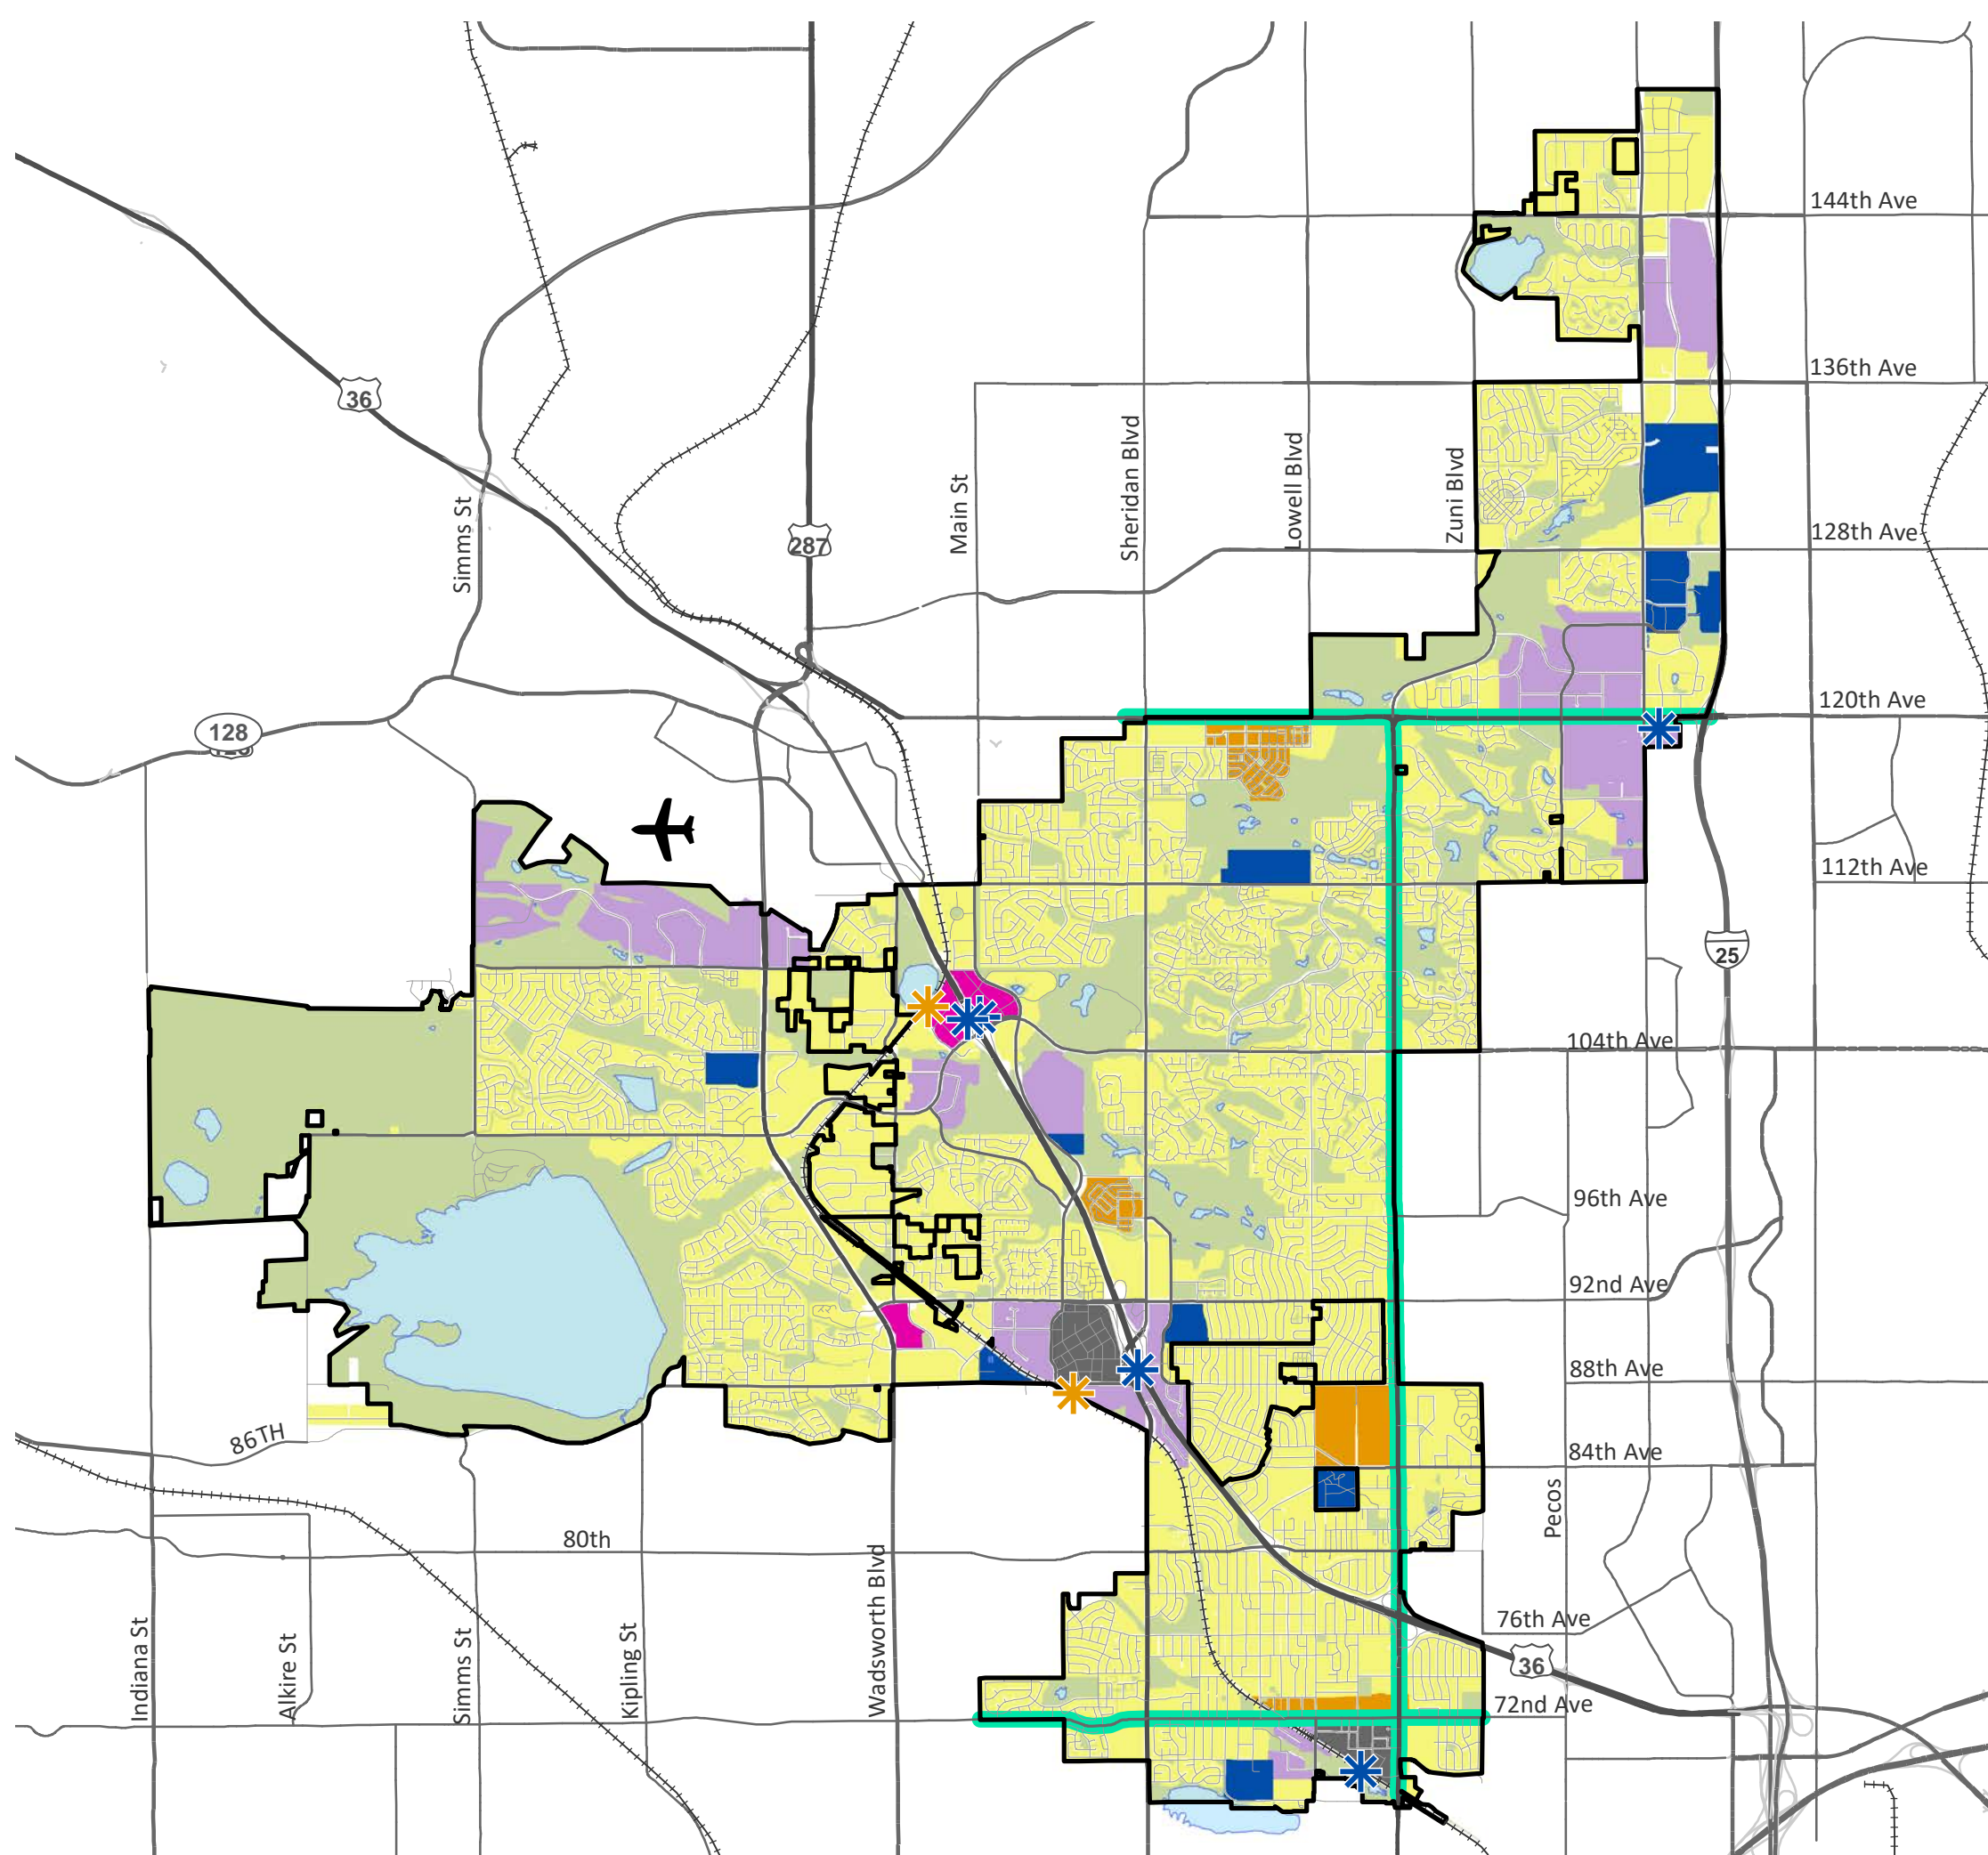 144th Ave
136th Ave
36
Sheridan Blvd
Lowell Blvd
Zuni Blvd
Main St
Simms St
287
128th Ave
120th Ave
128
112th Ave
25
104th Ave
96th Ave
92nd Ave
88th Ave
86TH
84th Ave
Pecos
80th
Wadsworth Blvd
76th Ave
Indiana St
Alkire St
Simms St
Kipling St
36
72nd Ave